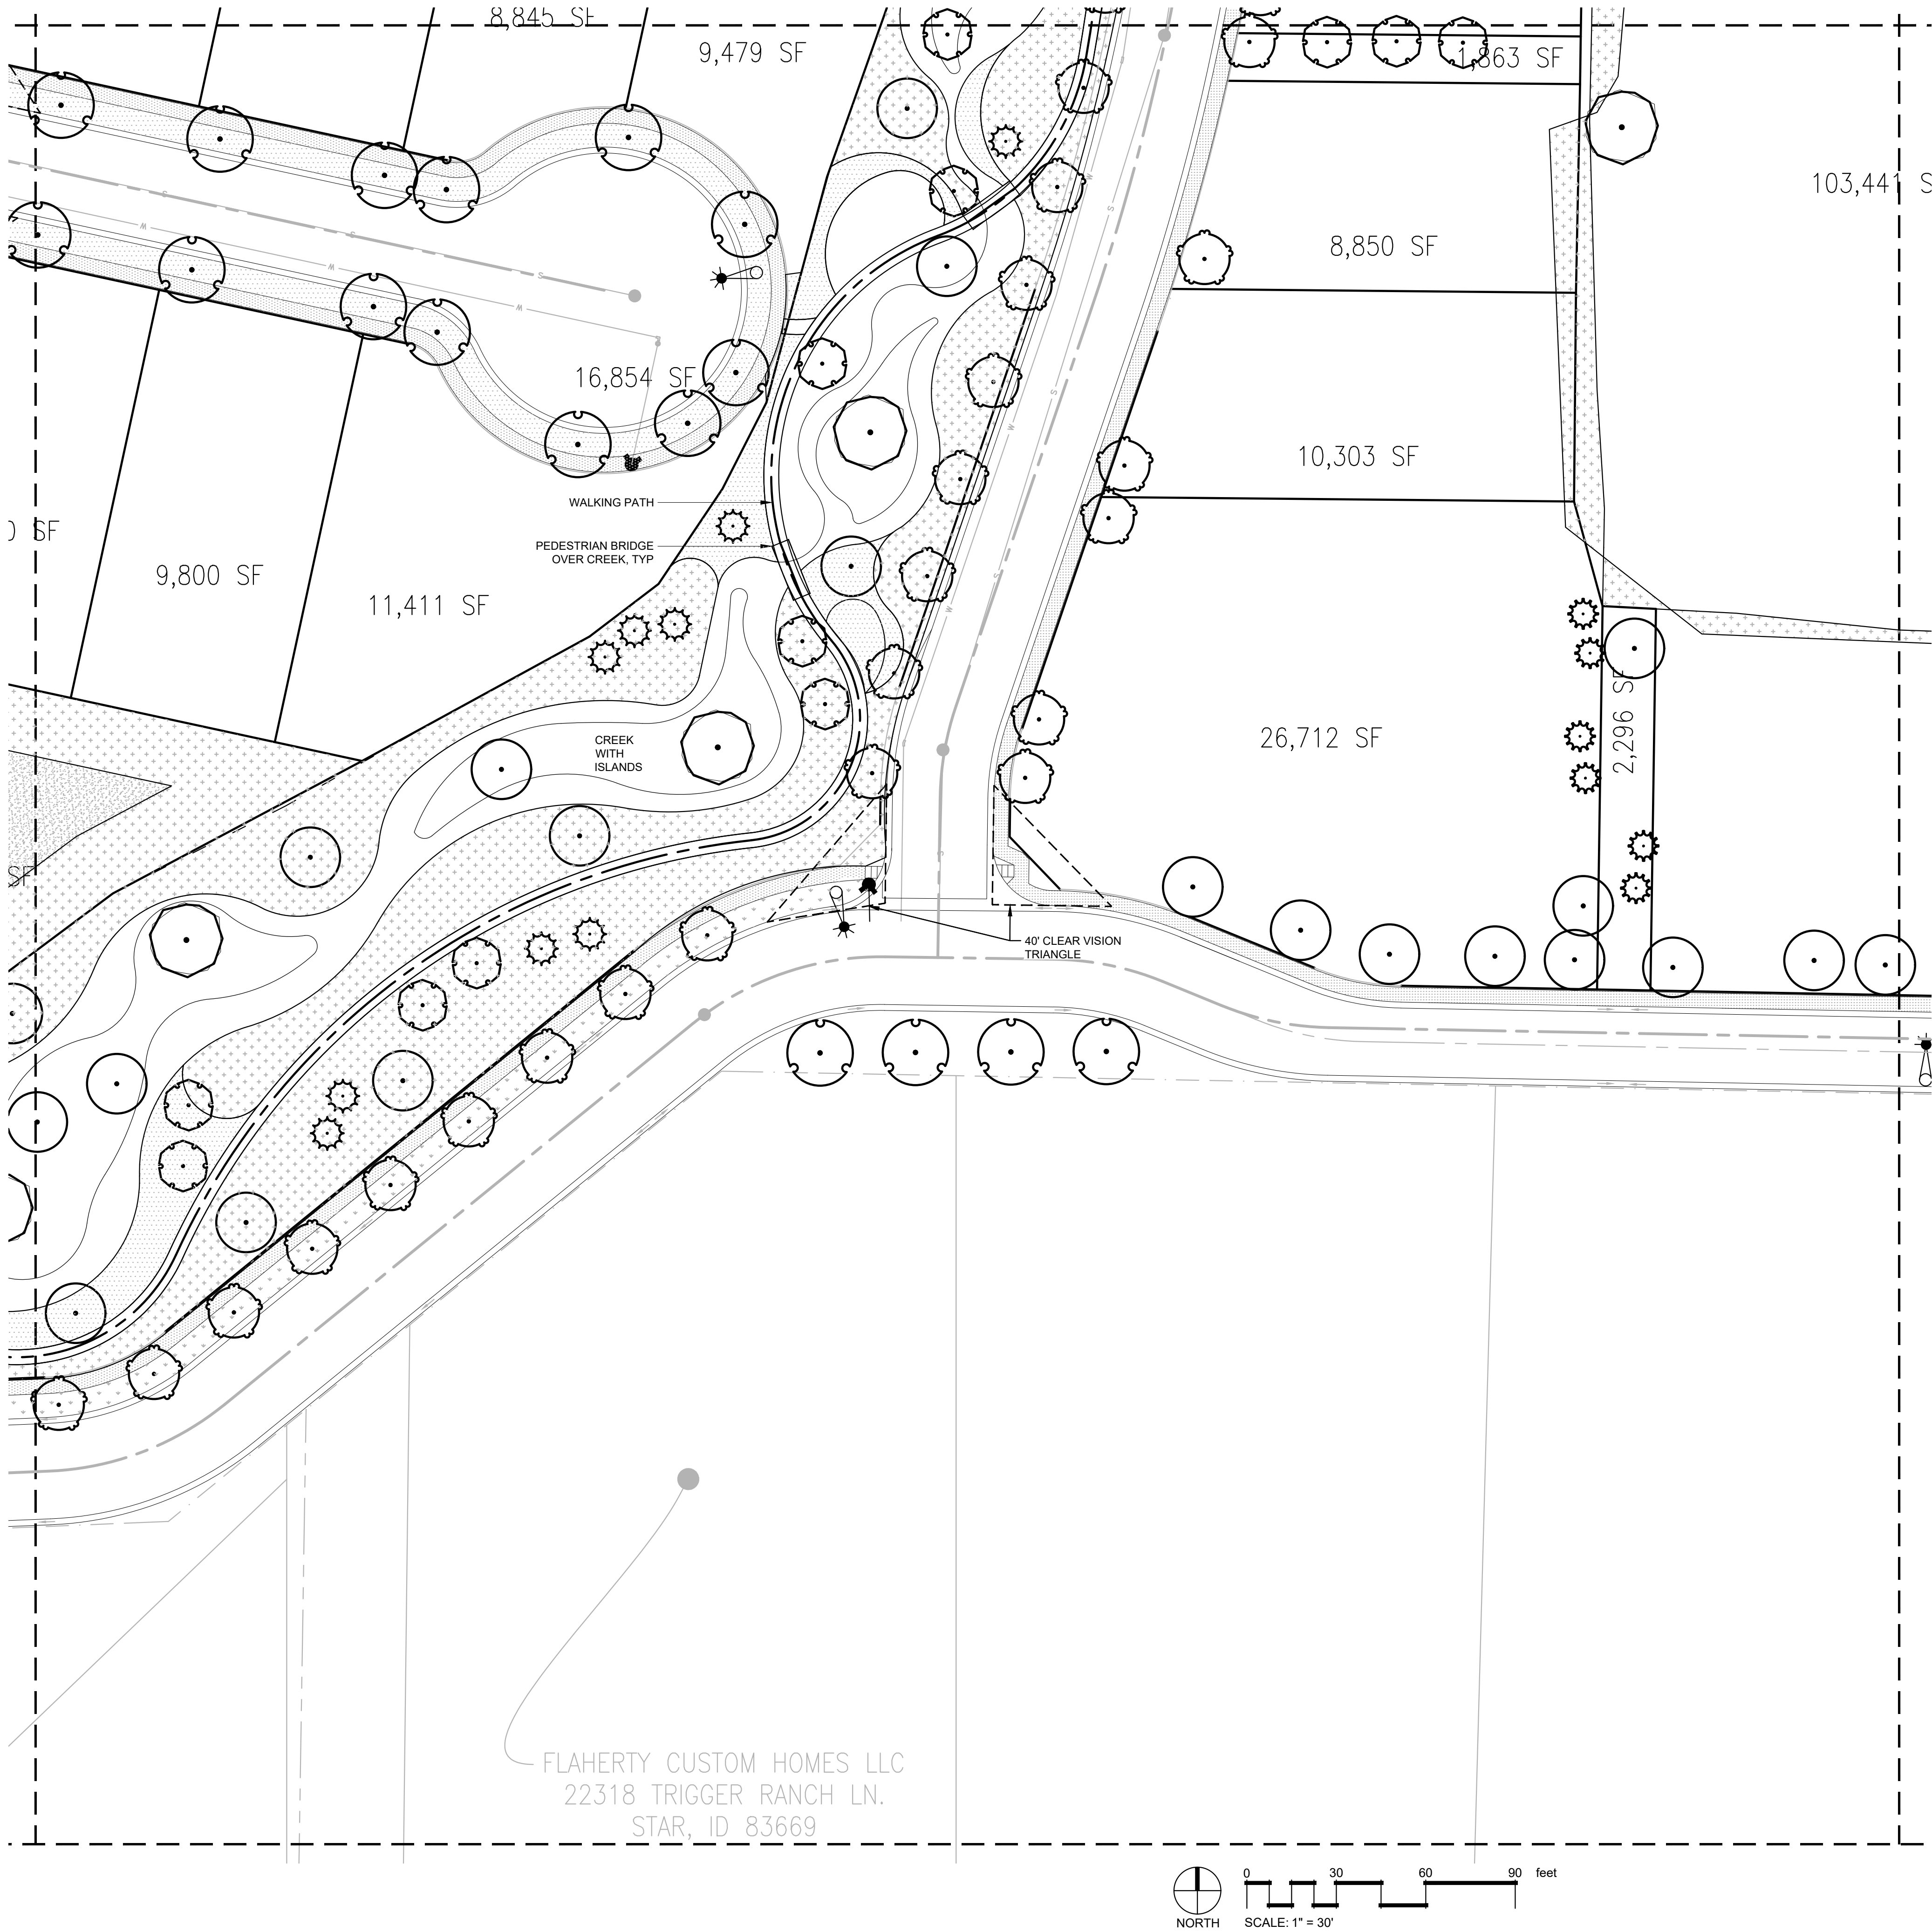 8,845 SF
9,479 SF
1,863 SF
103,441 S
8,850 SF
16,854 SF
10,303 SF
WALKING PATH
PEDESTRIAN BRIDGE
OVER CREEK, TYP
0 SF
9,800 SF
11,411 SF
CREEK
WITH
ISLANDS
26,712 SF
2,296 SF
SF
40' CLEAR VISION
TRIANGLE
FLAHERTY CUSTOM HOMES LLC
22318 TRIGGER RANCH LN.
STAR, ID 83669
0 30 60 90 feet
NORTH
SCALE: 1" = 30'